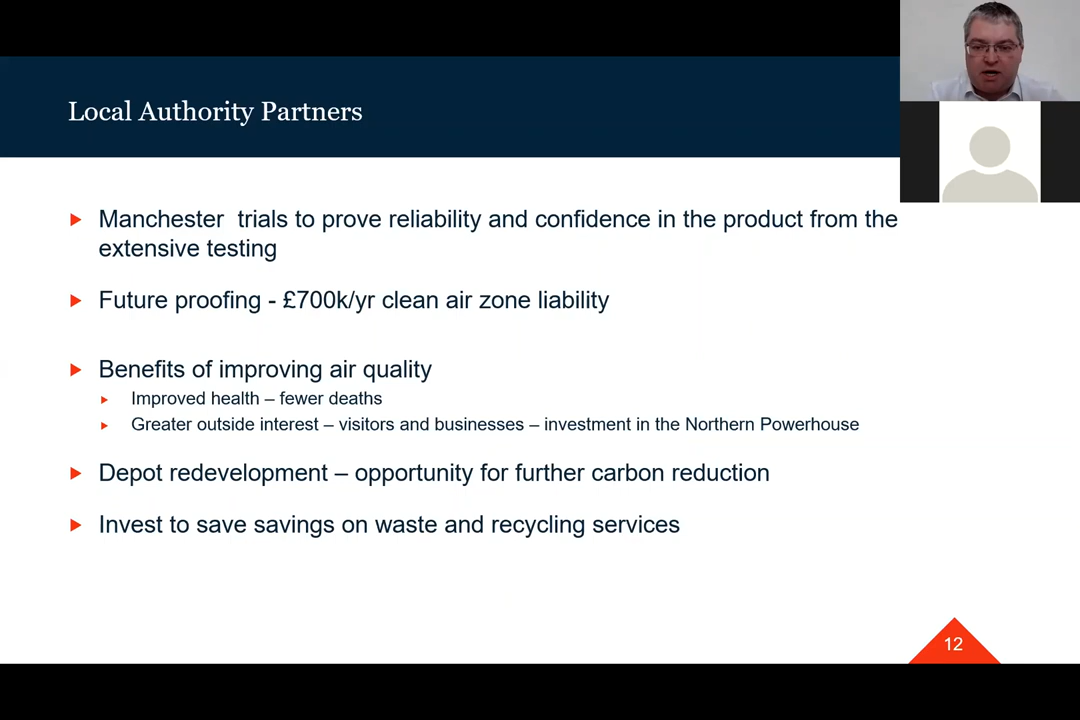 Local Authority Partners
Manchester  trials to prove reliability and confidence in the product from the
extensive testing
Future proofing - £700k/yr clean air zone liability
Benefits of improving air quality
Improved health – fewer deaths
Greater outside interest – visitors and businesses – investment in the Northern Powerhouse
Depot redevelopment – opportunity for further carbon reduction
Invest to save savings on waste and recycling services
12